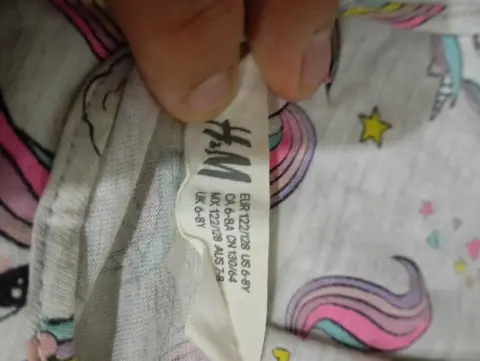 H&M
EUR 122/128 US 6-8Y
CA 6-8A CN 130/64
MX 122/128 AUS 7-8
UK 6-8Y